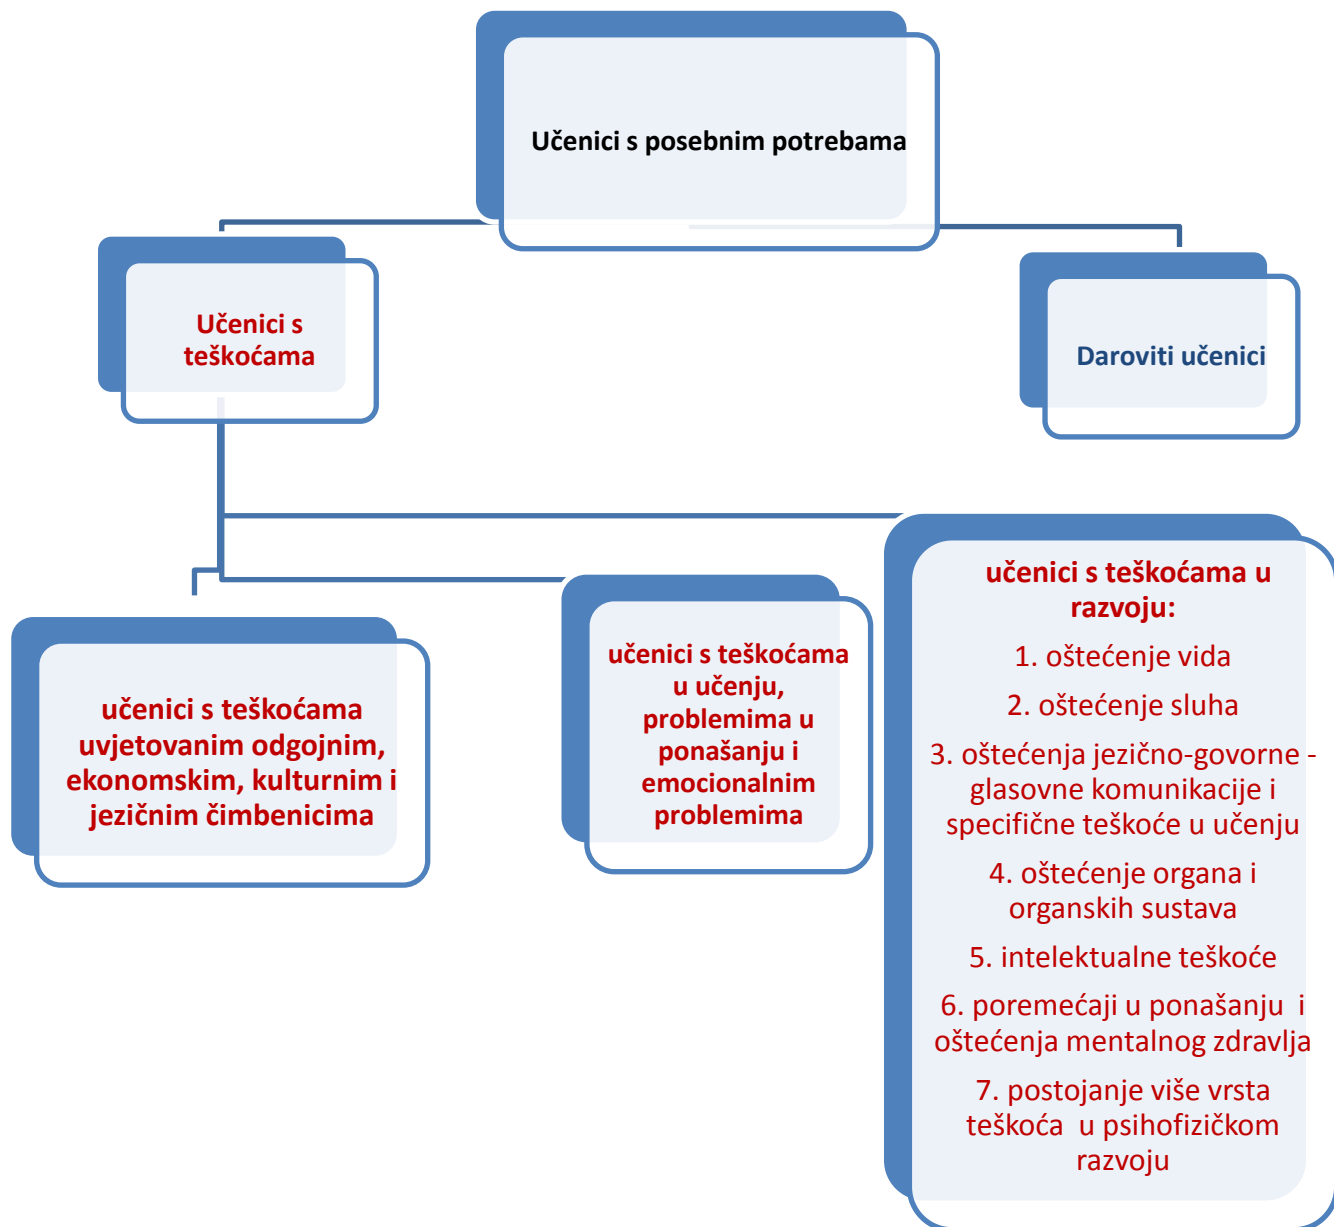 Učenici s posebnim potrebama
Učenici s
teškoćama
Daroviti učenici
učenici s teškoćama
uvjetovanim odgojnim,
ekonomskim, kulturnim i
jezičnim čimbenicima
učenici s teškoćama
u učenju,
problemima u
ponašanju i
emocionalnim
problemima
učenici s teškoćama u
razvoju:
1. oštećenje vida
2. oštećenje sluha
3. oštećenja jezično-govorne -
glasovne komunikacije i
specifične teškoće u učenju
4. oštećenje organa i
organskih sustava
5. intelektualne teškoće
6. poremećaji u ponašanju  i
oštećenja mentalnog zdravlja
7. postojanje više vrsta
teškoća  u psihofizičkom
razvoju